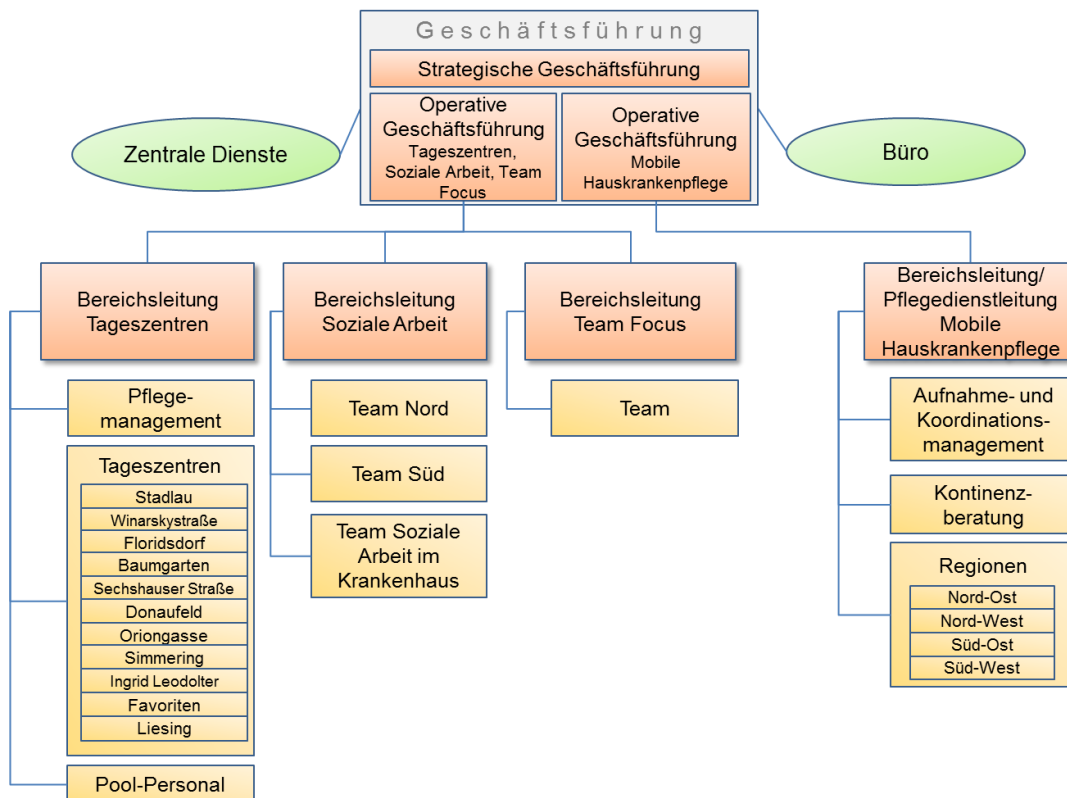 Geschäftsführung
Strategische Geschäftsführung
Operative
Geschäftsführung
Tageszentren,
Soziale Arbeit, Team
Focus
Operative
Geschäftsführung
Mobile
Hauskrankenpflege
Zentrale Dienste
Büro
Bereichsleitung
Tageszentren
Bereichsleitung
Soziale Arbeit
Bereichsleitung
Team Focus
Bereichsleitung/
Pflegedienstleitung
Mobile
Hauskrankenpflege
Pflege-
management
Tageszentren
Stadlau
Winarskystraße
Floridsdorf
Baumgarten
Sechshauser Straße
Donaufeld
Oriongasse
Simmering
Ingrid Leodolter
Favoriten
Liesing
Pool-Personal
Team Nord
Team Süd
Team Soziale
Arbeit im
Krankenhaus
Team
Aufnahme- und
Koordinations-
management
Kontinenz-
beratung
Regionen
Nord-Ost
Nord-West
Süd-Ost
Süd-West